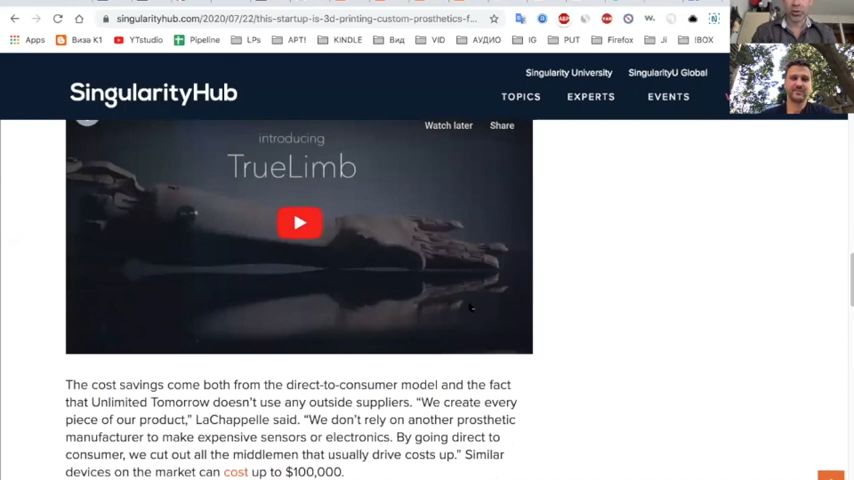 singularityhub.com/2020/07/22/this-startup-is-3d-printing-custom-prosthetics-f...
Apps Виза K1 YTstudio Pipeline LPs APT! KINDLE Вид VID АУДИО IG PUT Firefox Ji !BOX
Singularity University SingularityU Global
SingularityHub
TOPICS EXPERTS EVENTS
Watch later Share
introducing
TrueLimb
The cost savings come both from the direct-to-consumer model and the fact
that Unlimited Tomorrow doesn't use any outside suppliers. “We create every
piece of our product,” LaChappelle said. “We don't rely on another prosthetic
manufacturer to make expensive sensors or electronics. By going direct to
consumer, we cut out all the middlemen that usually drive costs up.” Similar
devices on the market can cost up to $100,000.